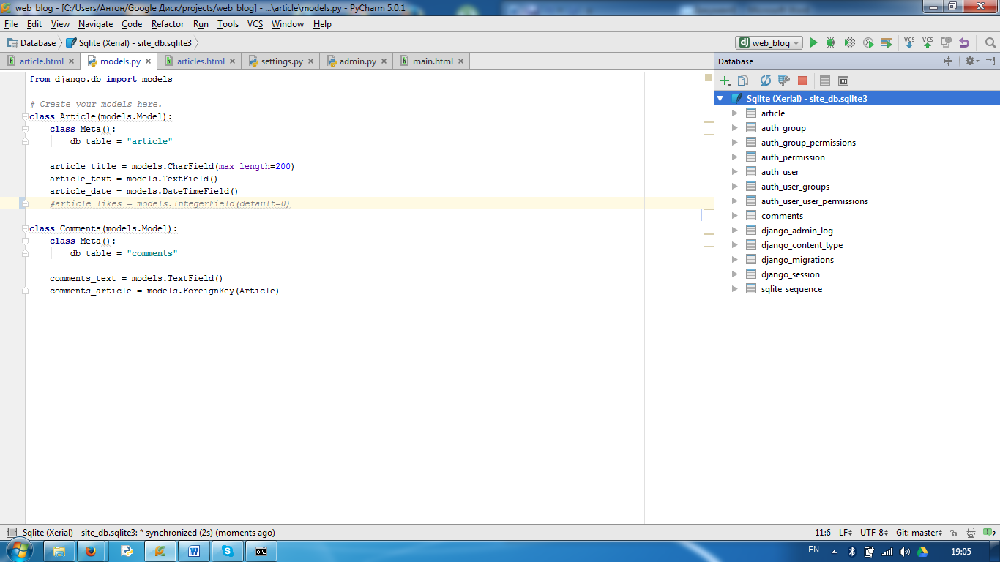 web_blog - [C:/Users/Антон/Google Диск/projects/web_blog] - ...\article\models.py - PyCharm 5.0.1
File Edit View Navigate Code Refactor Run Tools VCS Window Help
Database Sqlite (Xerial) - site_db.sqlite3 dj web_blog VCS VCS
article.html models.py articles.html settings.py admin.py main.html
Database
from django.db import models
# Create your models here.
class Article(models.Model):
class Meta():
db_table = "article"
article_title = models.CharField(max_length=200)
article_text = models.TextField()
article_date = models.DateTimeField()
#article_likes = models.IntegerField(default=0)
class Comments(models.Model):
class Meta():
db_table = "comments"
comments_text = models.TextField()
comments_article = models.ForeignKey(Article)
Sqlite (Xerial) - site_db.sqlite3
article
auth_group
auth_group_permissions
auth_permission
auth_user
auth_user_groups
auth_user_user_permissions
comments
django_admin_log
django_content_type
django_migrations
django_session
sqlite_sequence
Sqlite (Xerial) - site_db.sqlite3: * synchronized (2s) (moments ago)
11:6 LF UTF-8 Git: master 2
EN 19:05